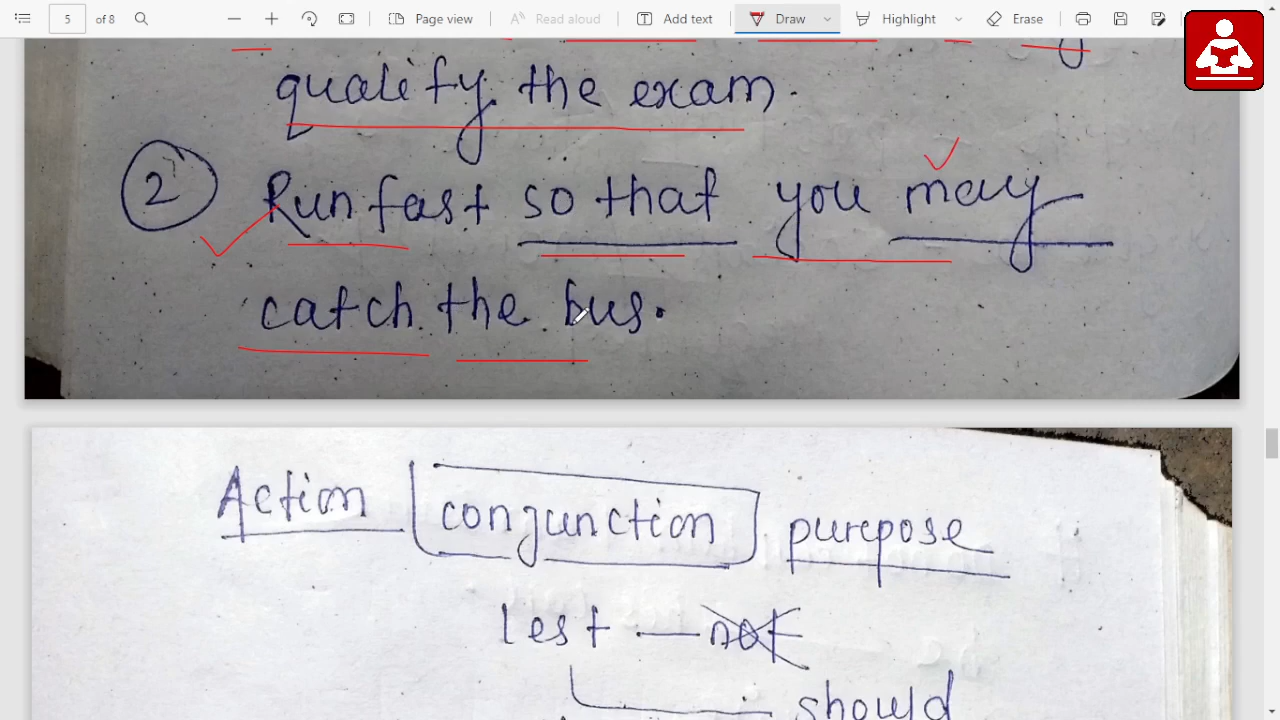 5 of 8 Page view Read aloud Add text Draw Highlight Erase
qualify the exam.
2 Run fast so that you may
catch the bus.
Action conjunction purpose
lest — not
should